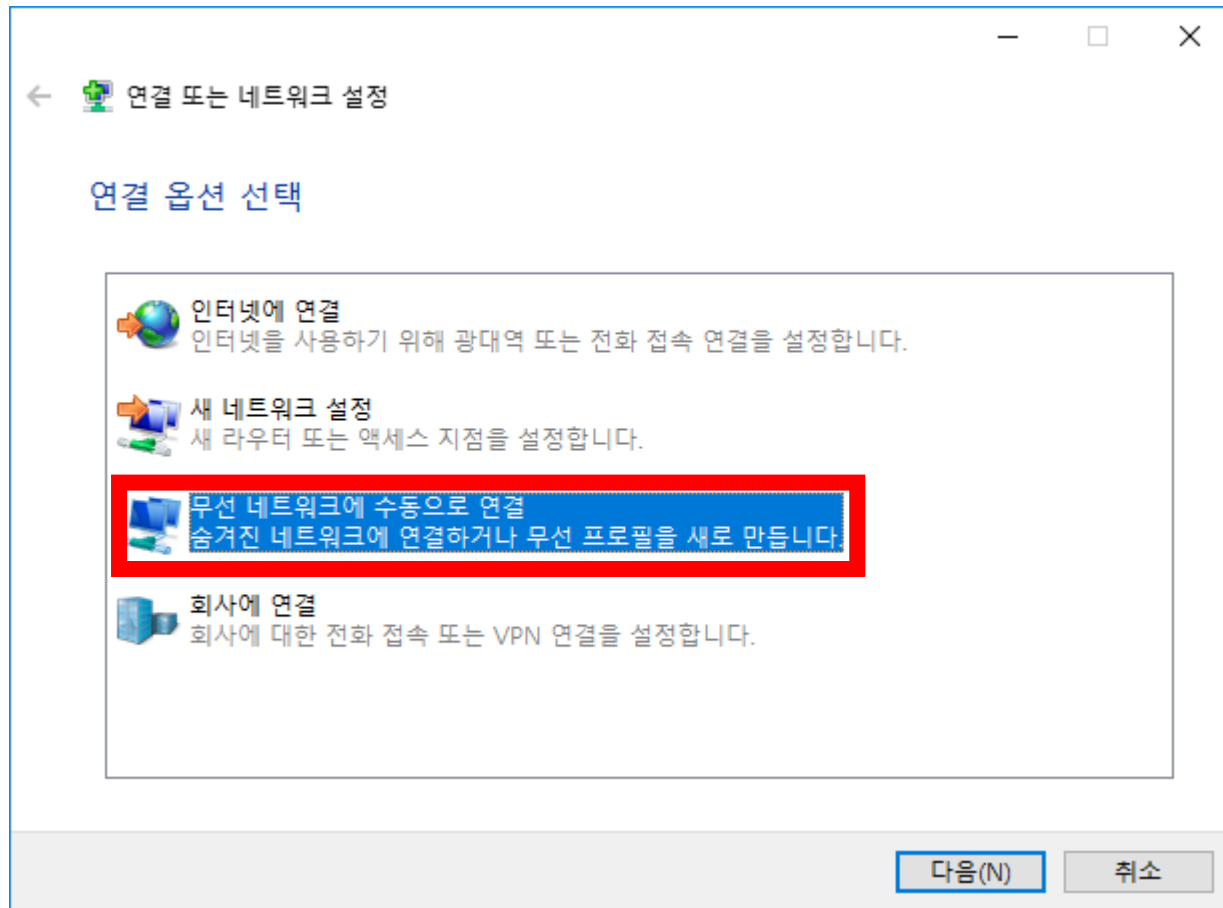 연결 또는 네트워크 설정
연결 옵션 선택
인터넷에 연결
인터넷을 사용하기 위해 광대역 또는 전화 접속 연결을 설정합니다.
새 네트워크 설정
새 라우터 또는 액세스 지점을 설정합니다.
무선 네트워크에 수동으로 연결
숨겨진 네트워크에 연결하거나 무선 프로필을 새로 만듭니다.
회사에 연결
회사에 대한 전화 접속 또는 VPN 연결을 설정합니다.
다음(N)
취소